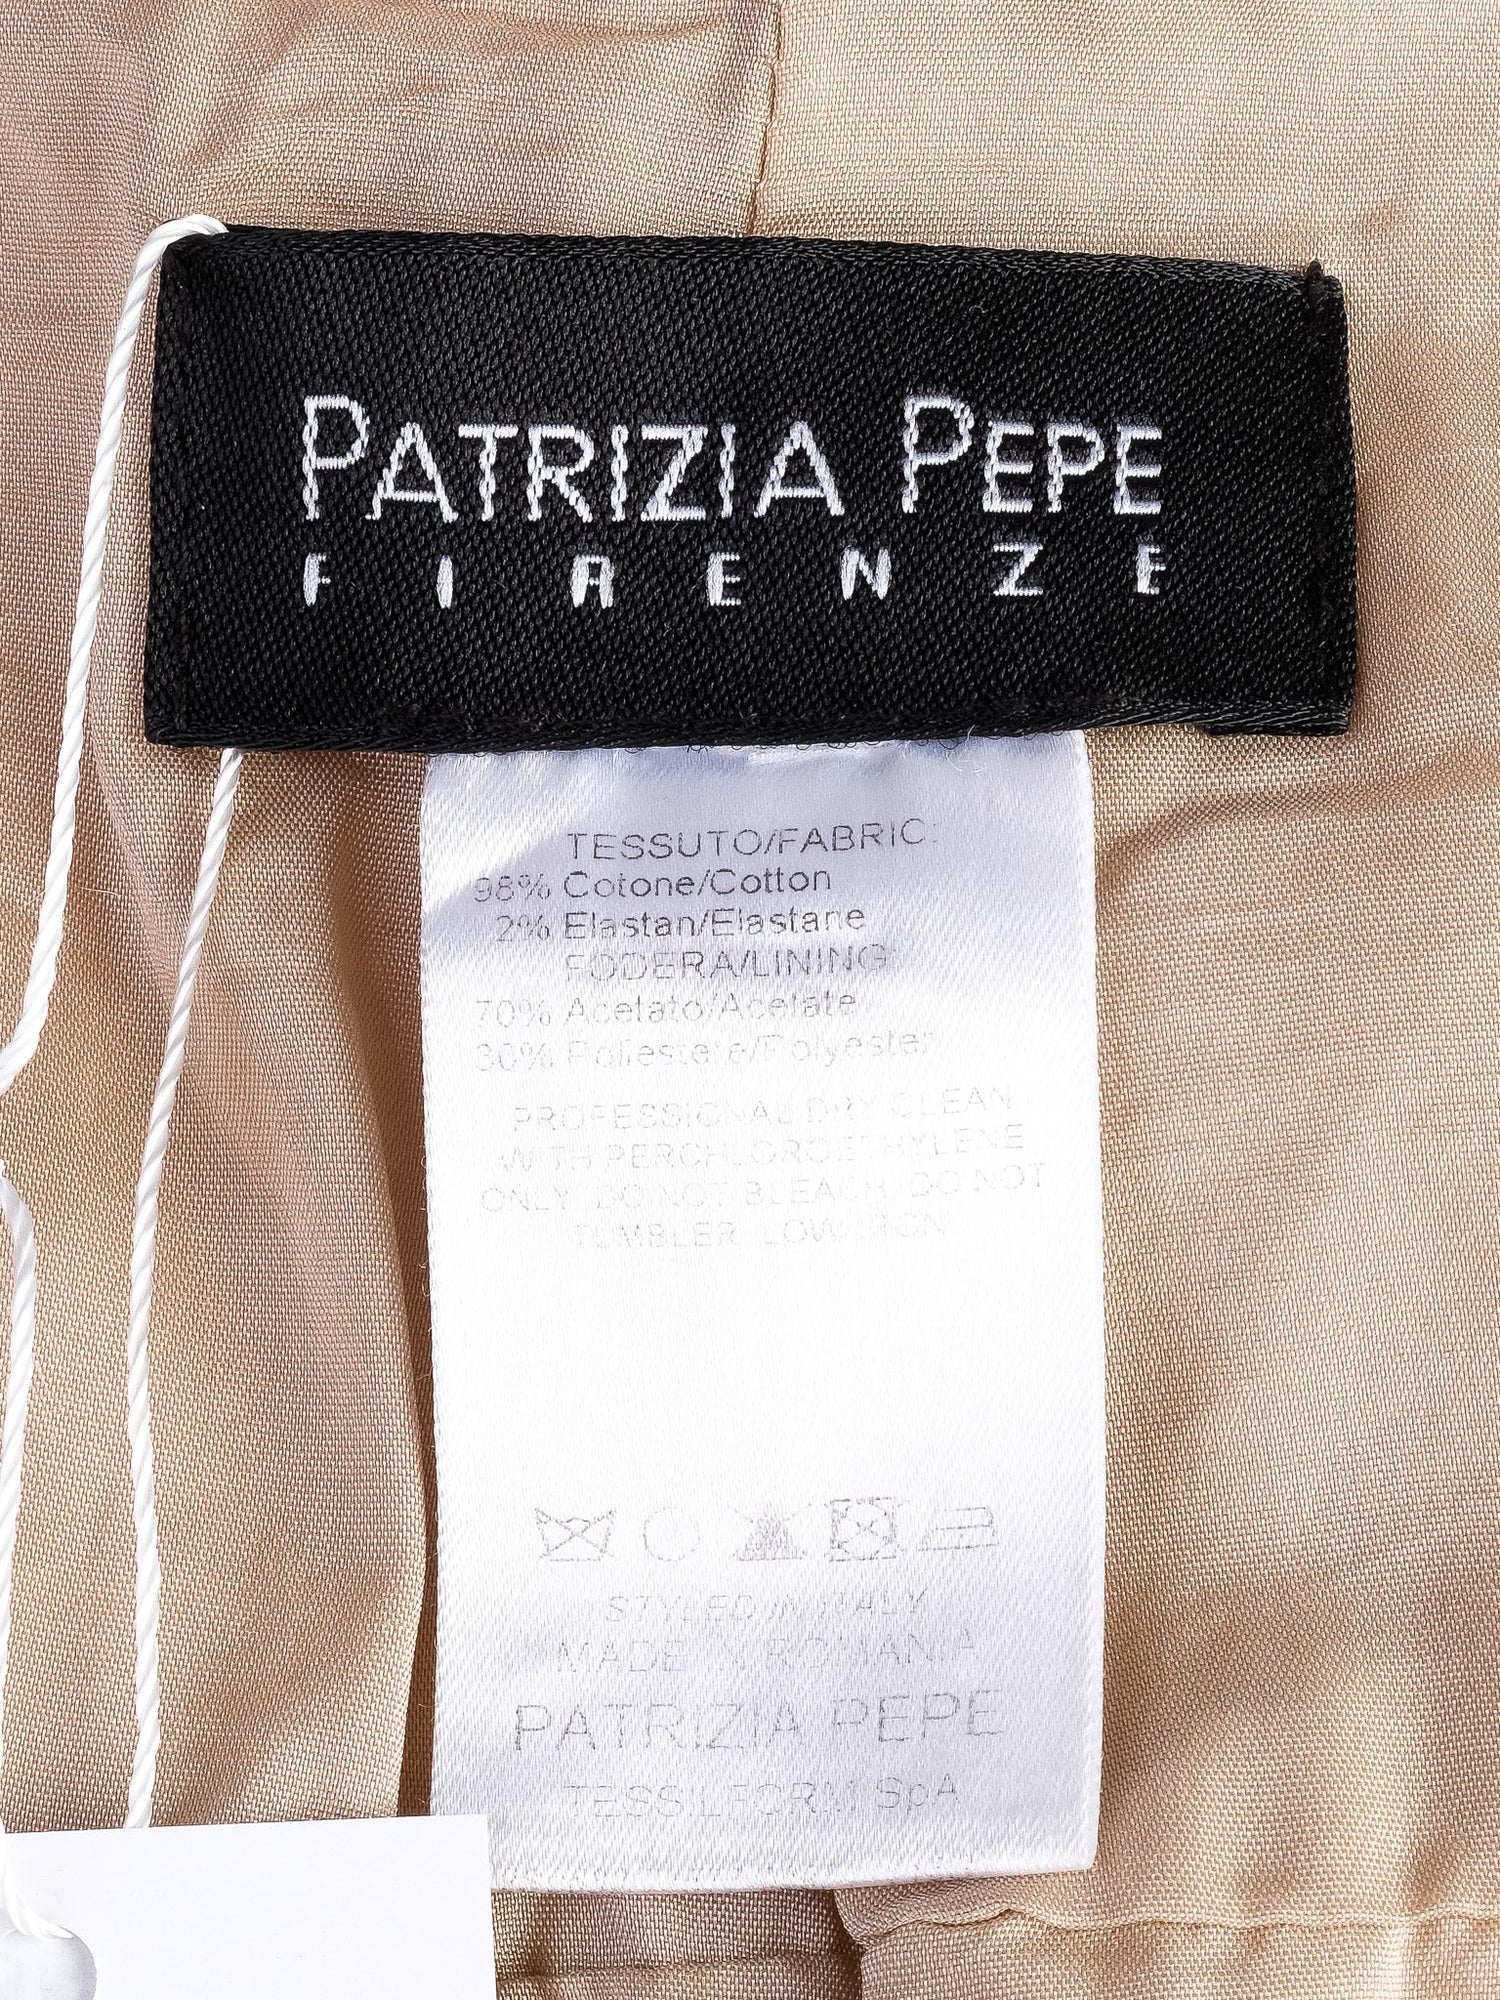 PATRIZIA PEPE
FIRENZE
TESSUTO/FABRIC:
98% Cotone/Cotton
2% Elastan/Elastane
FODERA/LINING:
70% Acetato/Acetate
30% Poliestere/Polyester
PROFESSIONAL DRY CLEAN
WITH PERCHLOROETHYLENE
ONLY, DO NOT BLEACH, DO NOT
TUMBLER, LOW IRON
STYLED IN ITALY
MADE IN ROMANIA
PATRIZIA PEPE
TESSILFORM SpA